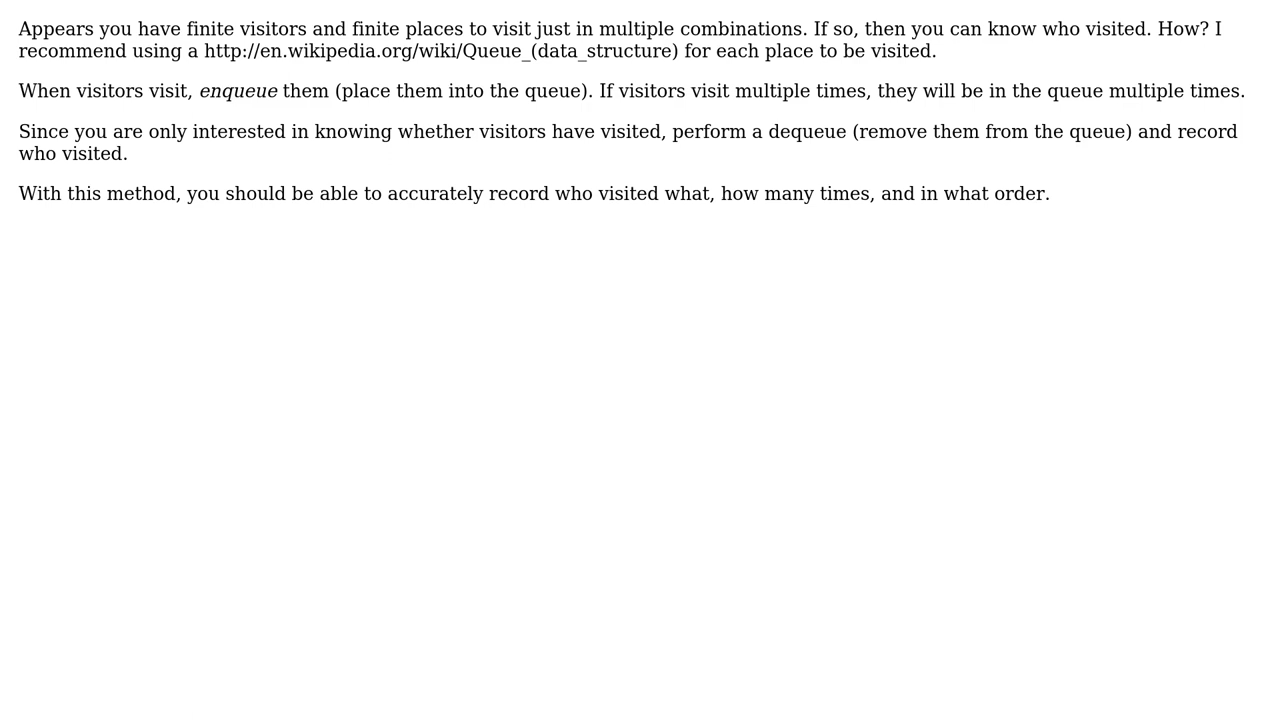 Appears you have finite visitors and finite places to visit just in multiple combinations. If so, then you can know who visited. How? I
recommend using a http://en.wikipedia.org/wiki/Queue_(data_structure) for each place to be visited.
When visitors visit, enqueue them (place them into the queue). If visitors visit multiple times, they will be in the queue multiple times.
Since you are only interested in knowing whether visitors have visited, perform a dequeue (remove them from the queue) and record
who visited.
With this method, you should be able to accurately record who visited what, how many times, and in what order.